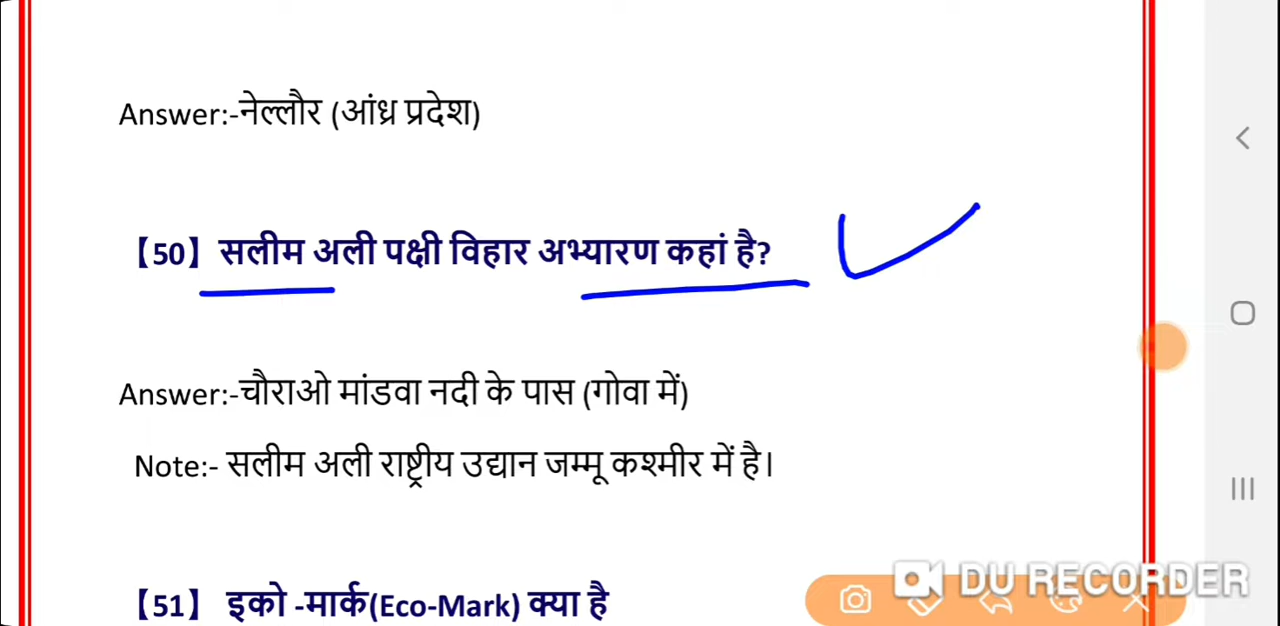 Answer:-नेल्लौर (आंध्र प्रदेश)
【50】 सलीम अली पक्षी विहार अभ्यारण कहां है?
Answer:-चौराओ मांडवा नदी के पास (गोवा में)
Note:- सलीम अली राष्ट्रीय उद्यान जम्मू कश्मीर में है।
【51】 इको -मार्क(Eco-Mark) क्या है
DU RECORDER